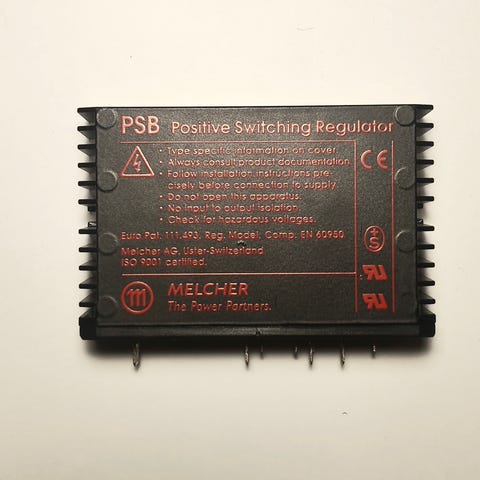 PSB Positive Switching Regulator
• Type specific information on cover.
• Always consult product documentation.
• Follow installation instructions pre-
cisely before connection to supply.
• Do not open this apparatus.
• No input to output isolation.
• Check for hazardous voltages.
CE
Euro Pat. 111.493, Reg. Model; Comp. EN 60950
Melcher AG, Uster-Switzerland
ISO 9001 certified.
S
m MELCHER
The Power Partners.